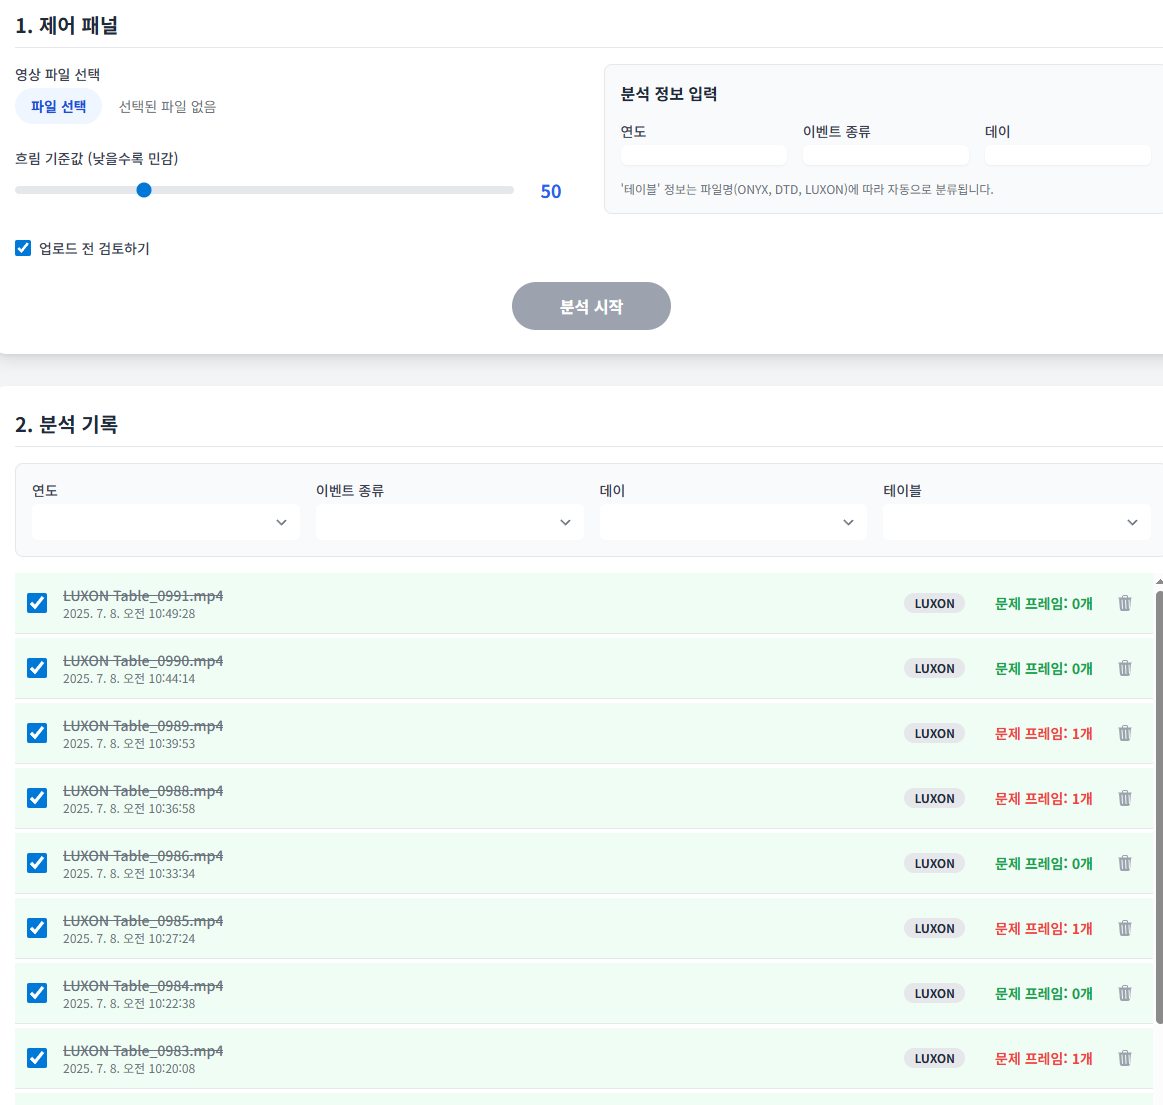 1. 제어 패널
영상 파일 선택
파일 선택 선택된 파일 없음
흐림 기준값 (낮을수록 민감)
50
업로드 전 검토하기
분석 정보 입력
연도 이벤트 종류 데이
'테이블' 정보는 파일명(ONYX, DTD, LUXON)에 따라 자동으로 분류됩니다.
분석 시작
2. 분석 기록
연도 이벤트 종류 데이 테이블
LUXON Table_0991.mp4
2025. 7. 8. 오전 10:49:28
LUXON 문제 프레임: 0개
LUXON Table_0990.mp4
2025. 7. 8. 오전 10:44:14
LUXON 문제 프레임: 0개
LUXON Table_0989.mp4
2025. 7. 8. 오전 10:39:53
LUXON 문제 프레임: 1개
LUXON Table_0988.mp4
2025. 7. 8. 오전 10:36:58
LUXON 문제 프레임: 1개
LUXON Table_0986.mp4
2025. 7. 8. 오전 10:33:34
LUXON 문제 프레임: 0개
LUXON Table_0985.mp4
2025. 7. 8. 오전 10:27:24
LUXON 문제 프레임: 1개
LUXON Table_0984.mp4
2025. 7. 8. 오전 10:22:38
LUXON 문제 프레임: 0개
LUXON Table_0983.mp4
2025. 7. 8. 오전 10:20:08
LUXON 문제 프레임: 1개